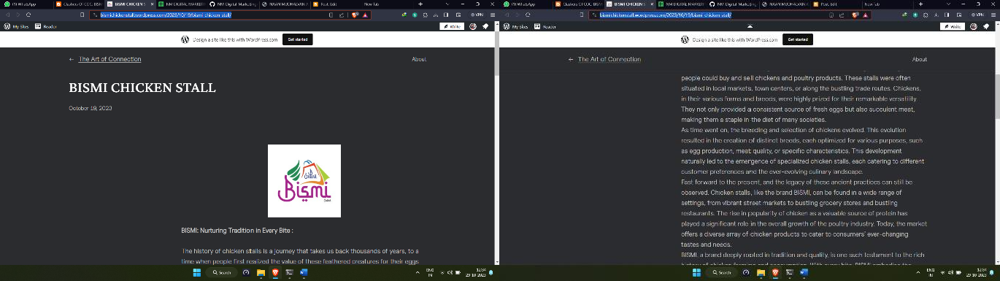 (1) WhatsApp
Clashers Of COC: BISM
BISMI CHICKEN S
NM DIGITAL MARKETI
NM-Digital-Marketing
NAAN MUDHALVAN A
Post: Edit
New Tab
bismichickenstall.wordpress.com/2023/10/19/bismi-chicken-stall/
VPN
My Sites
Reader
Write
Design a site like this with WordPress.com
Get started
← The Art of Connection
About
BISMI CHICKEN STALL
October 19, 2023
Online
Bismi
BISMI: Nurturing Tradition in Every Bite :
The history of chicken stalls is a journey that takes us back thousands of years, to a
time when people first realized the value of these feathered creatures for their eggs
Search
ENG
IN
12:34
29-10-2023
(1) WhatsApp
Clashers Of COC: BISMI
BISMI CHICKEN S
NM DIGITAL MARKETI
NM-Digital-Marketing
NAAN MUDHALVAN A
Post: Edit
New Tab
bismichickenstall.wordpress.com/2023/10/19/bismi-chicken-stall/
VPN
My Sites
Reader
Write
Design a site like this with WordPress.com
Get started
← The Art of Connection
About
people could buy and sell chickens and poultry products. These stalls were often
situated in local markets, town centers, or along the bustling trade routes. Chickens,
in their various forms and breeds, were highly prized for their remarkable versatility.
They not only provided a consistent source of fresh eggs but also succulent meat,
making them a staple in the diet of many societies.
As time went on, the breeding and selection of chickens evolved. This evolution
resulted in the creation of distinct breeds, each optimized for various purposes, such
as egg production, meat quality, or specific characteristics. This development
naturally led to the emergence of specialized chicken stalls, each catering to different
customer preferences and the ever-evolving culinary landscape.
Fast forward to the present, and the legacy of these ancient practices can still be
observed. Chicken stalls, like the brand BISMI, can be found in a wide range of
settings, from vibrant street markets to bustling grocery stores and bustling
restaurants. The rise in popularity of chicken as a valuable source of protein has
played a significant role in the overall growth of the poultry industry. Today, the market
offers a diverse array of chicken products to cater to consumers' ever-changing
tastes and needs.
BISMI, a brand deeply rooted in tradition and quality, is one such testament to the rich
Search
ENG
IN
12:34
29-10-2023